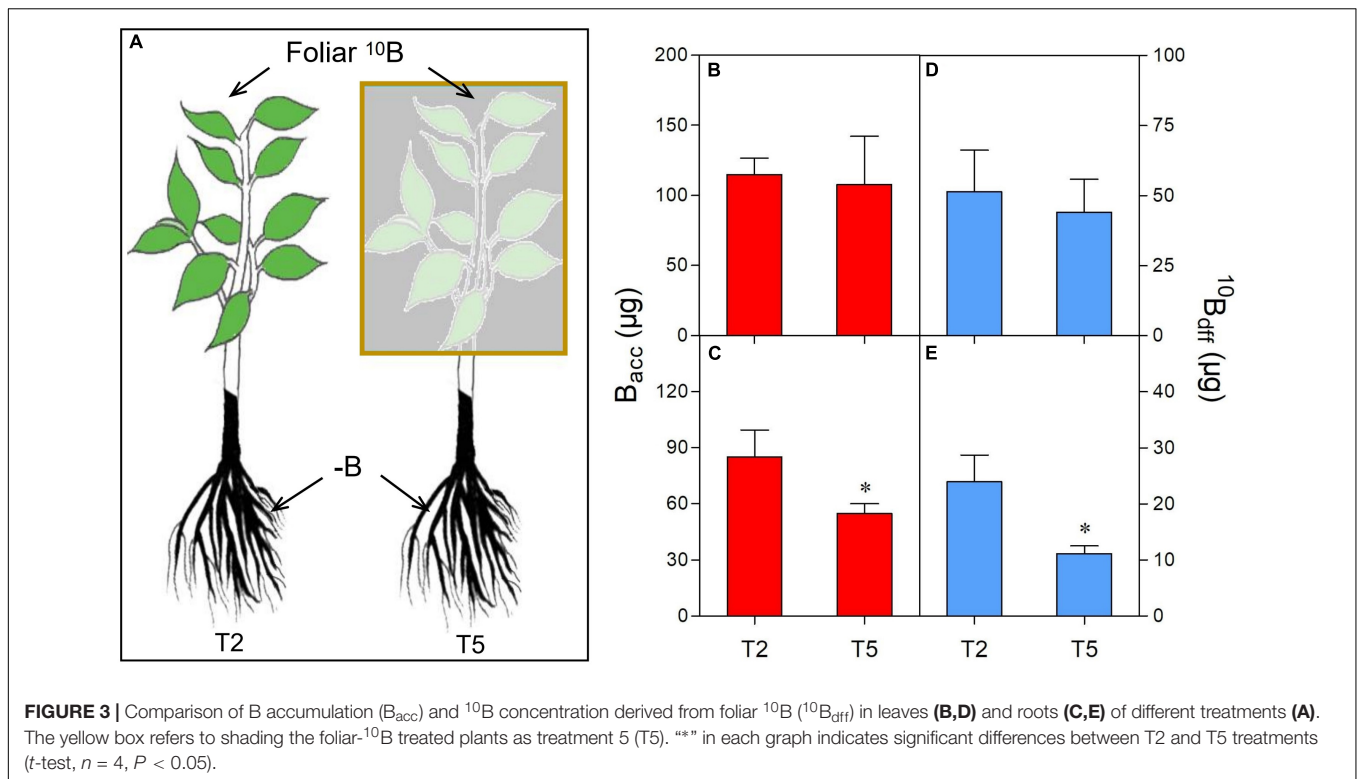 A
Foliar ¹⁰B
-B
T2 T5
B
D
C
E
200
150
100
50
0
120
90
60
30
0
B_acc (µg)
100
75
50
25
0
40
30
20
10
0
¹⁰B_dff (µg)
*
*
T2 T5 T2 T5
FIGURE 3 | Comparison of B accumulation (B_acc) and ¹⁰B concentration derived from foliar ¹⁰B (¹⁰B_dff) in leaves (B,D) and roots (C,E) of different treatments (A).
The yellow box refers to shading the foliar-¹⁰B treated plants as treatment 5 (T5). “*” in each graph indicates significant differences between T2 and T5 treatments
(t-test, n = 4, P < 0.05).